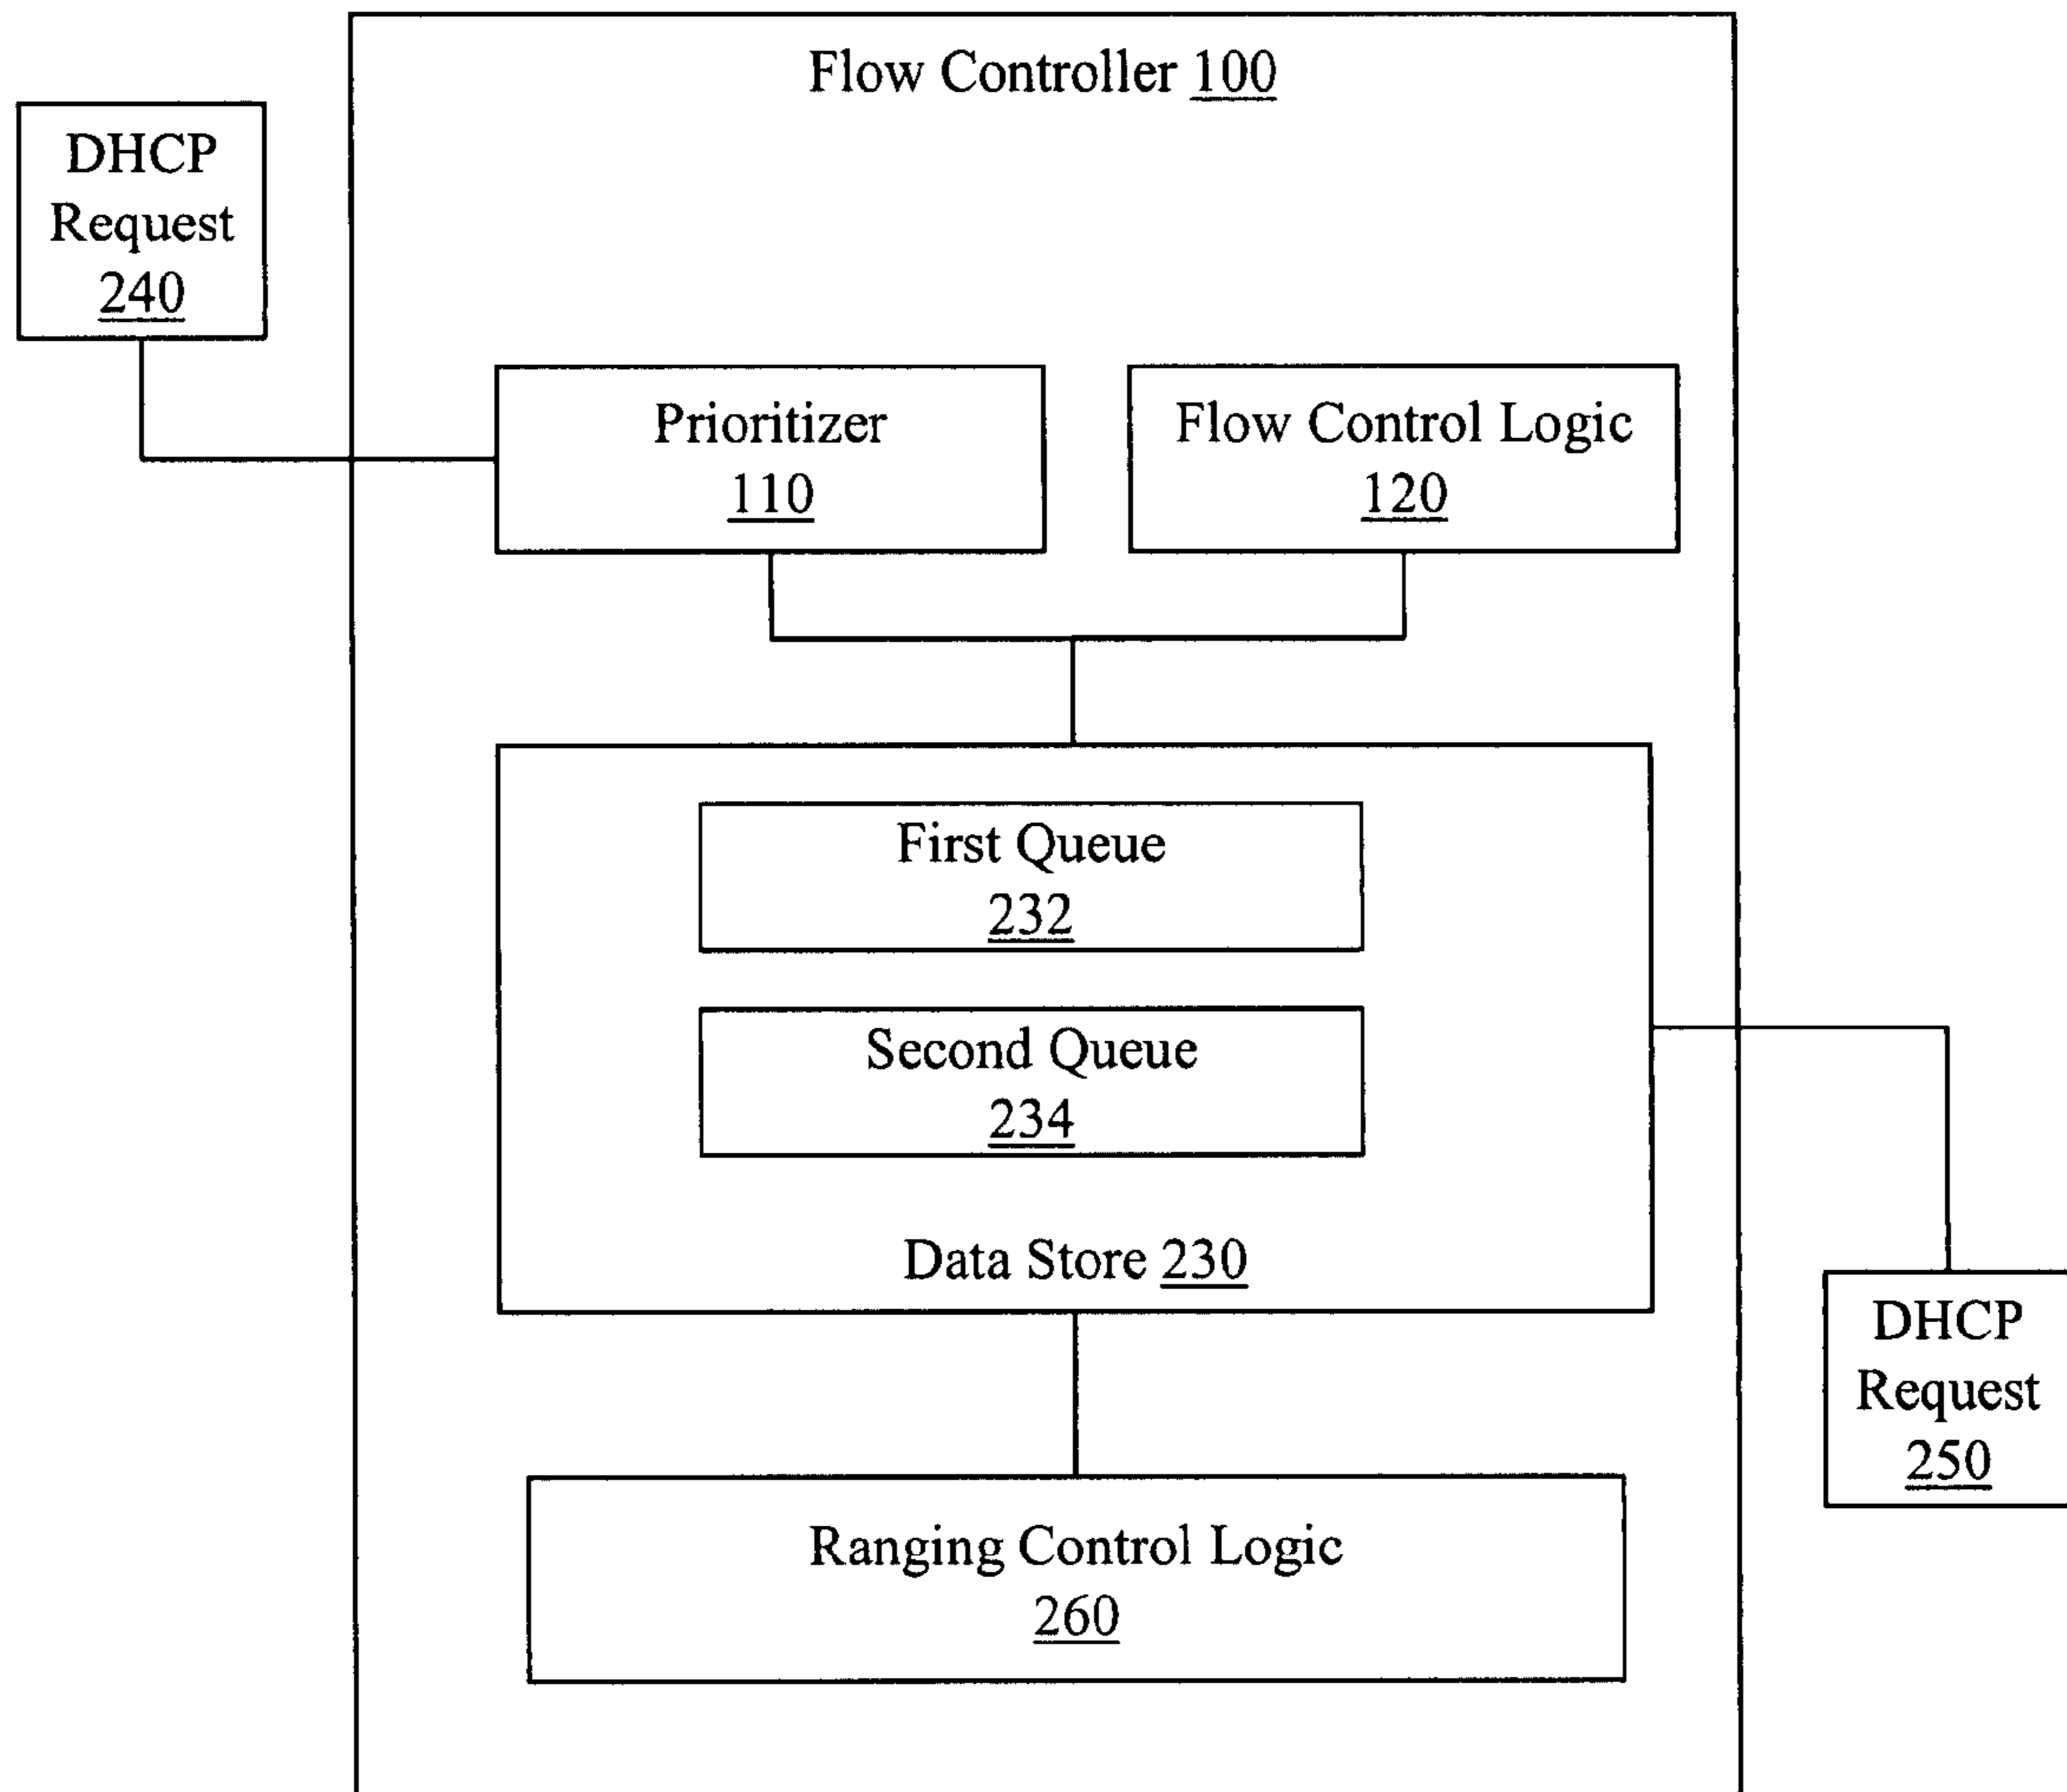 Flow Controller 100
DHCP
Request
240
Prioritizer
110
Flow Control Logic
120
First Queue
232
Second Queue
234
Data Store 230
DHCP
Request
250
Ranging Control Logic
260